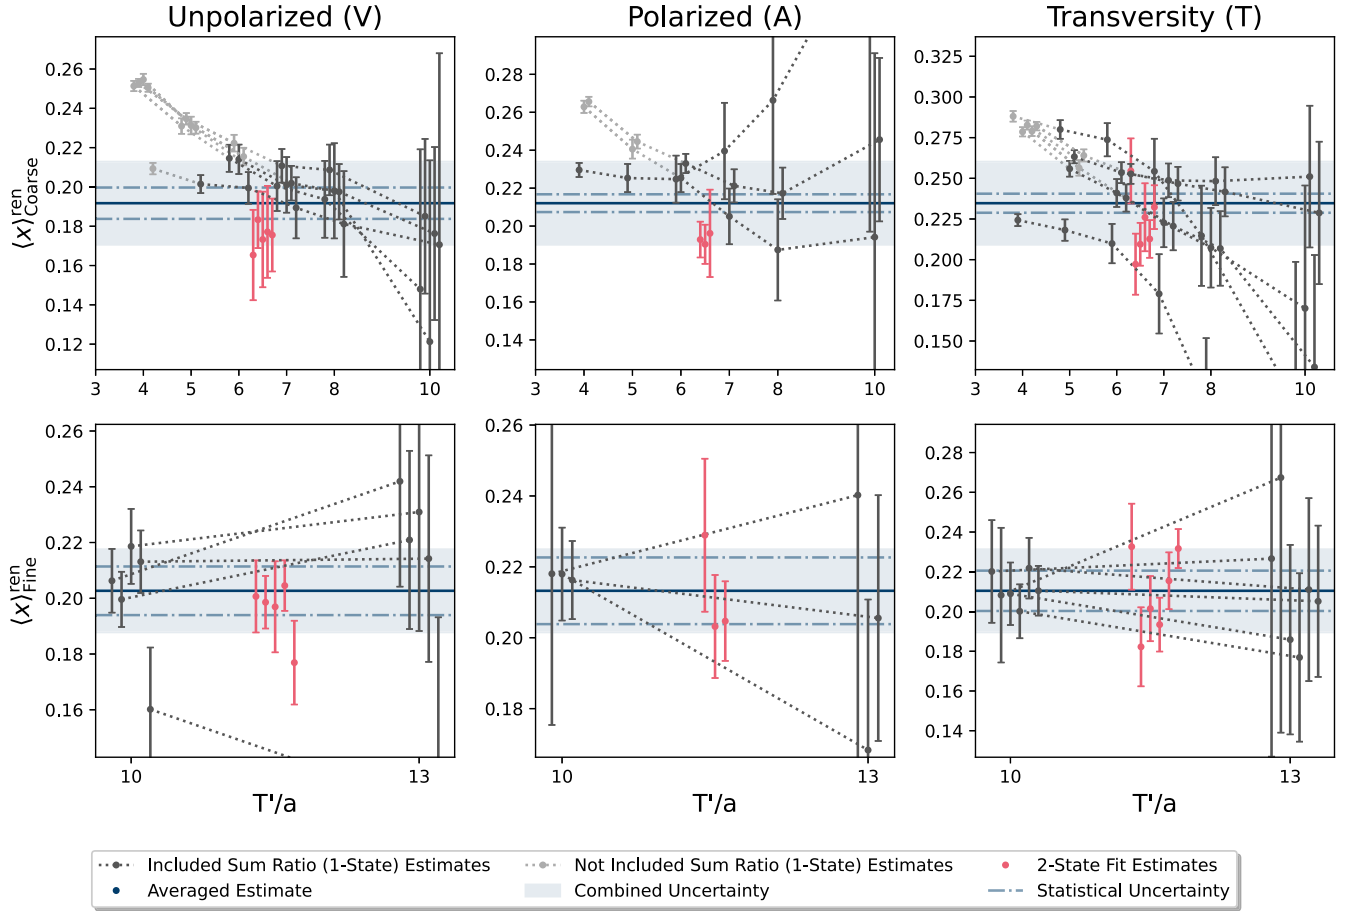 Unpolarized (V) Polarized (A) Transversity (T)
⟨x⟩ren Coarse
0.26 0.24 0.22 0.20 0.18 0.16 0.14 0.12
3 4 5 6 7 8 10
0.28 0.26 0.24 0.22 0.20 0.18 0.16 0.14
3 4 5 6 7 8 10
0.325 0.300 0.275 0.250 0.225 0.200 0.175 0.150
3 4 5 6 7 8 10
⟨x⟩ren Fine
0.26 0.24 0.22 0.20 0.18 0.16
10 13
T'/a
0.26 0.24 0.22 0.20 0.18
10 13
T'/a
0.28 0.26 0.24 0.22 0.20 0.18 0.16 0.14
10 13
T'/a
Included Sum Ratio (1-State) Estimates Not Included Sum Ratio (1-State) Estimates 2-State Fit Estimates
Averaged Estimate Combined Uncertainty Statistical Uncertainty